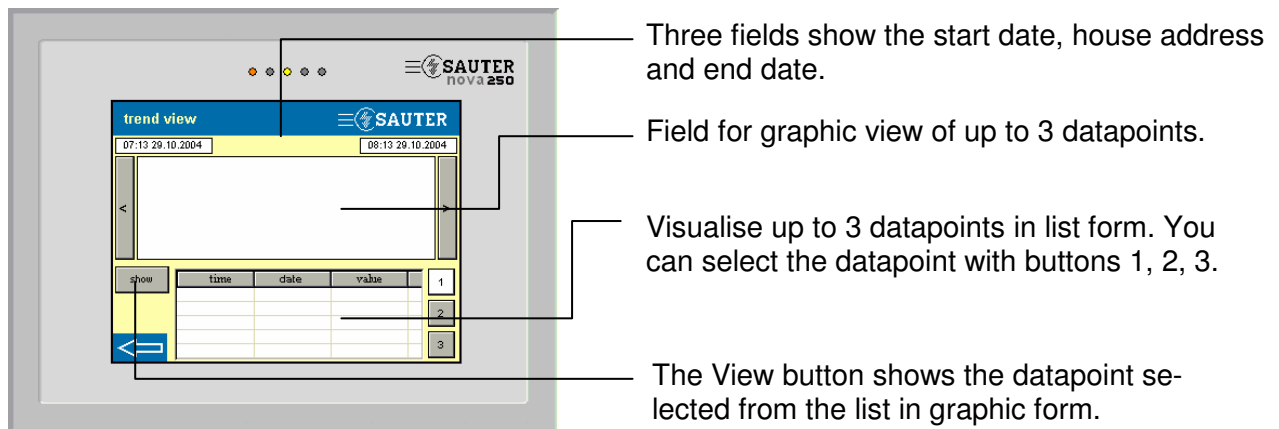 Three fields show the start date, house address
and end date.
SAUTER
nova 250
trend view
SAUTER
07:13 29.10.2004
08:13 29.10.2004
Field for graphic view of up to 3 datapoints.
<
>
Visualise up to 3 datapoints in list form. You
can select the datapoint with buttons 1, 2, 3.
show
time date value
1
2
3
The View button shows the datapoint se-
lected from the list in graphic form.